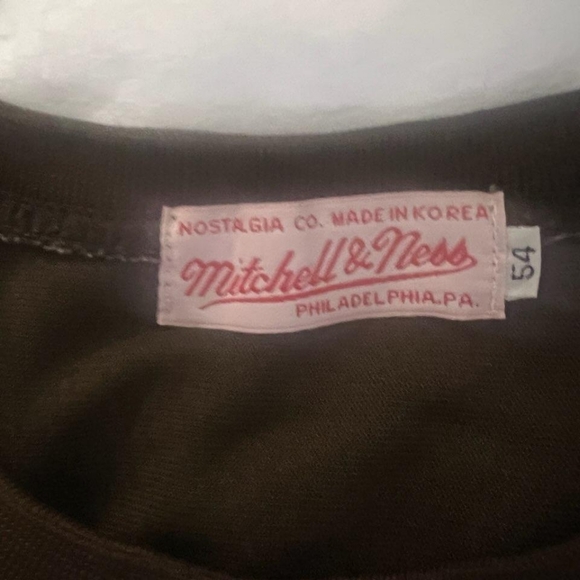 NOSTALGIA CO. MADE IN KOREA
Mitchell & Ness
PHILADELPHIA.PA.
54